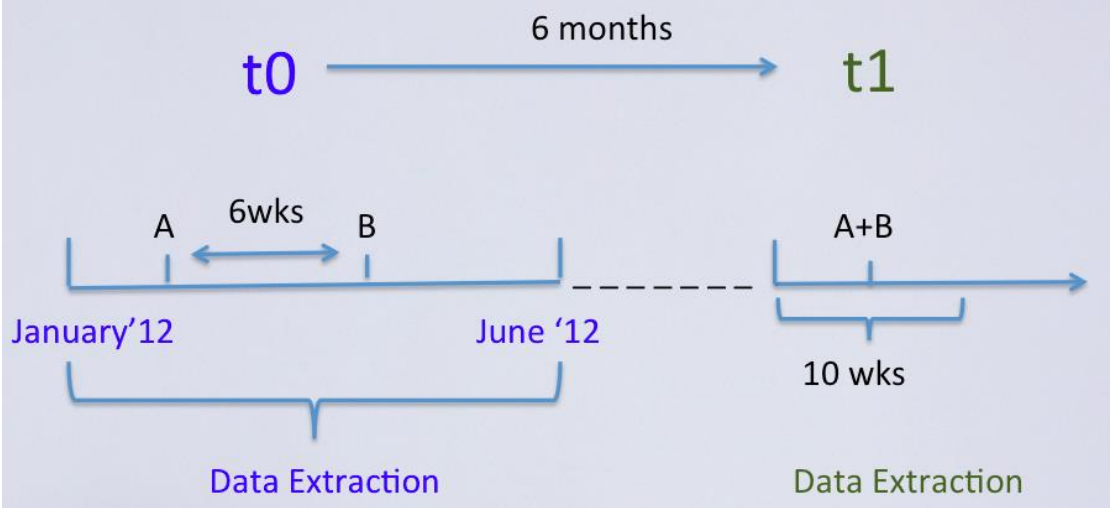 6 months
t0
t1
A
6wks
B
A+B
January’12
June ‘12
10 wks
Data Extraction
Data Extraction